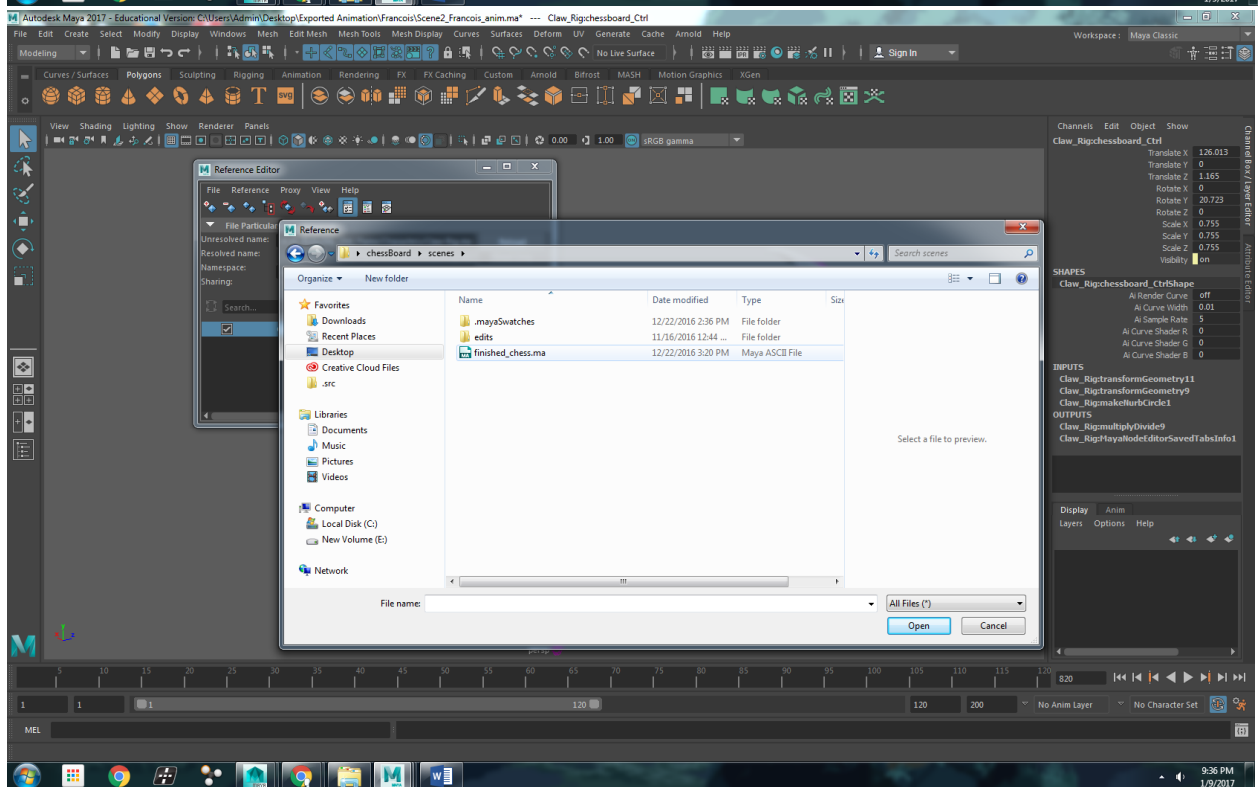 1/9/2017
Autodesk Maya 2017 - Educational Version: C:\Users\Admin\Desktop\Exported Animation\Francois\Scene2_Francois_anim.ma* --- Claw_Rig:chessboard_Ctrl
File Edit Create Select Modify Display Windows Mesh Edit Mesh Mesh Tools Mesh Display Curves Surfaces Deform UV Generate Cache Arnold Help Workspace: Maya Classic
Modeling No Live Surface Sign In
Curves / Surfaces Polygons Sculpting Rigging Animation Rendering FX FX Caching Custom Arnold Bifrost MASH Motion Graphics XGen
View Shading Lighting Show Renderer Panels
0.00 1.00 sRGB gamma
Channels Edit Object Show
Claw_Rig:chessboard_Ctrl
Translate X 126.013
Translate Y 0
Translate Z 1.165
Rotate X 0
Rotate Y 20.723
Rotate Z 0
Scale X 0.755
Scale Y 0.755
Scale Z 0.755
Visibility on
SHAPES
Claw_Rig:chessboard_CtrlShape
Ai Render Curve off
Ai Curve Width 0.01
Ai Sample Rate 5
Ai Curve Shader R 0
Ai Curve Shader G 0
Ai Curve Shader B 0
INPUTS
Claw_Rig:transformGeometry11
Claw_Rig:transformGeometry9
Claw_Rig:makeNurbCircle1
OUTPUTS
Claw_Rig:multiplyDivide9
Claw_Rig:MayaNodeEditorSavedTabsInfo1
Channel Box / Layer Editor
Attribute Editor
Display Anim
Layers Options Help
Reference Editor
File Reference Proxy View Help
File Particular
Unresolved name:
Resolved name:
Namespace:
Sharing:
Search...
Reference
chessBoard scenes
Search scenes
Organize New folder
Favorites
Downloads
Recent Places
Desktop
Creative Cloud Files
.src
Libraries
Documents
Music
Pictures
Videos
Computer
Local Disk (C:)
New Volume (E:)
Network
Name Date modified Type Size
.mayaSwatches 12/22/2016 2:36 PM File folder
edits 11/16/2016 12:44 ... File folder
finished_chess.ma 12/22/2016 3:20 PM Maya ASCII File
Select a file to preview.
File name: All Files (*)
Open Cancel
persp
5 10 15 20 25 30 35 40 45 50 55 60 65 70 75 80 85 90 95 100 105 110 115 120 820
1 1 1 120 120 200 No Anim Layer No Character Set
MEL
9:36 PM
1/9/2017